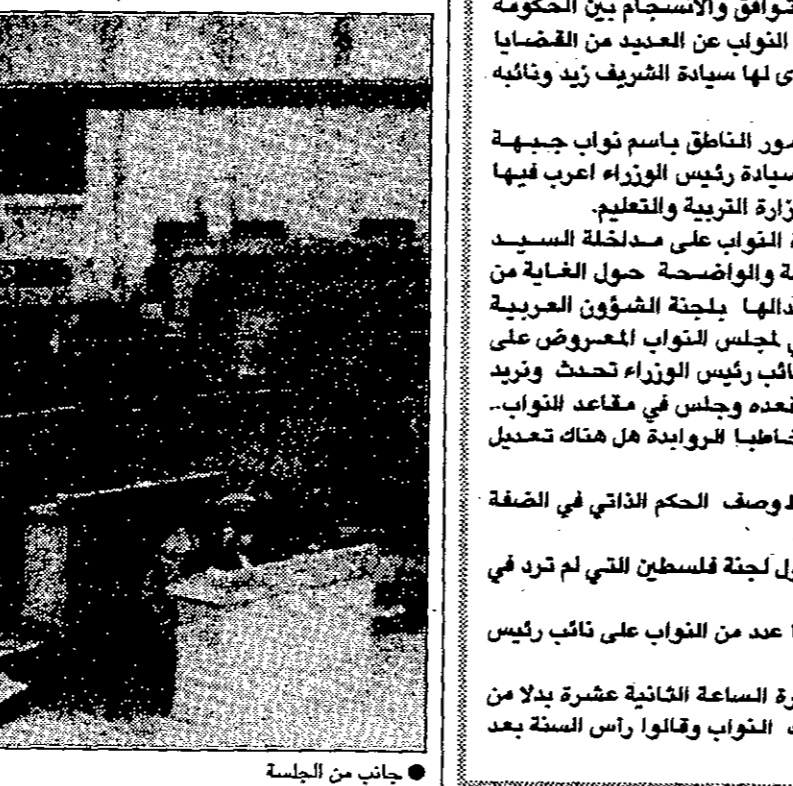 توافق والانسجام بين الحكومة
النواب عن العديد من القضايا
ى لها سيادة الشريف زيد ونائبه
مور الناطق باسم نواب جبهة
سيادة رئيس الوزراء اعرب فيها
زارة التربية والتعليم.
ة النواب على مداخلة السيد
ة والواضحة حول الغاية من
دالها بلجنة الشؤون العربية
ي لمجلس النواب المعروض على
ائب رئيس الوزراء تحدث ونريد
قعده وجلس في مقاعد النواب..
خاطبا الروابدة هل هناك تعديل
وصف الحكم الذاتي في الضفة
ول لجنة فلسطين التي لم ترد في
ا عدد من النواب على نائب رئيس
رة الساعة الثانية عشرة بدلا من
النواب وقالوا رأس السنة بعد
● جانب من الجلسة